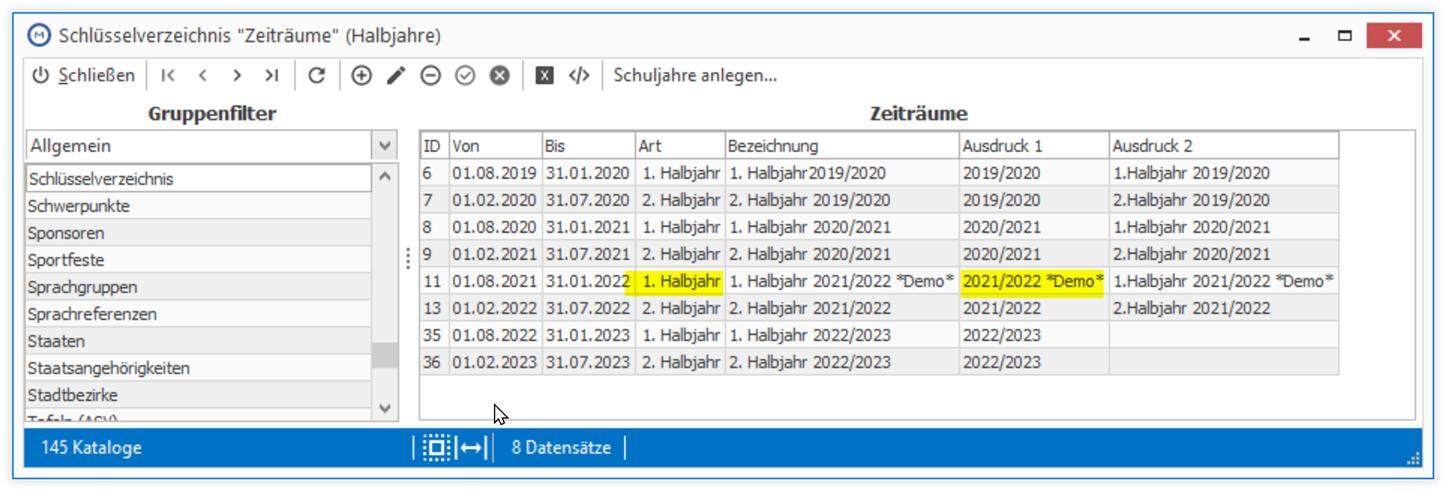 Schlüsselverzeichnis "Zeiträume" (Halbjahre)
Schließen Schuljahre anlegen...
Gruppenfilter
Allgemein
Schlüsselverzeichnis
Schwerpunkte
Sponsoren
Sportfeste
Sprachgruppen
Sprachreferenzen
Staaten
Staatsangehörigkeiten
Stadtbezirke
Tafeln (ASV)
Zeiträume
ID Von Bis Art Bezeichnung Ausdruck 1 Ausdruck 2
6 01.08.2019 31.01.2020 1. Halbjahr 1. Halbjahr2019/2020 2019/2020 1.Halbjahr 2019/2020
7 01.02.2020 31.07.2020 2. Halbjahr 2. Halbjahr 2019/2020 2019/2020 2.Halbjahr 2019/2020
8 01.08.2020 31.01.2021 1. Halbjahr 1. Halbjahr 2020/2021 2020/2021 1.Halbjahr 2020/2021
9 01.02.2021 31.07.2021 2. Halbjahr 2. Halbjahr 2020/2021 2020/2021 2.Halbjahr 2020/2021
11 01.08.2021 31.01.2022 1. Halbjahr 1. Halbjahr 2021/2022 *Demo* 2021/2022 *Demo* 1.Halbjahr 2021/2022 *Demo*
13 01.02.2022 31.07.2022 2. Halbjahr 2. Halbjahr 2021/2022 2021/2022 2.Halbjahr 2021/2022
35 01.08.2022 31.01.2023 1. Halbjahr 1. Halbjahr 2022/2023 2022/2023
36 01.02.2023 31.07.2023 2. Halbjahr 2. Halbjahr 2022/2023 2022/2023
145 Kataloge 8 Datensätze